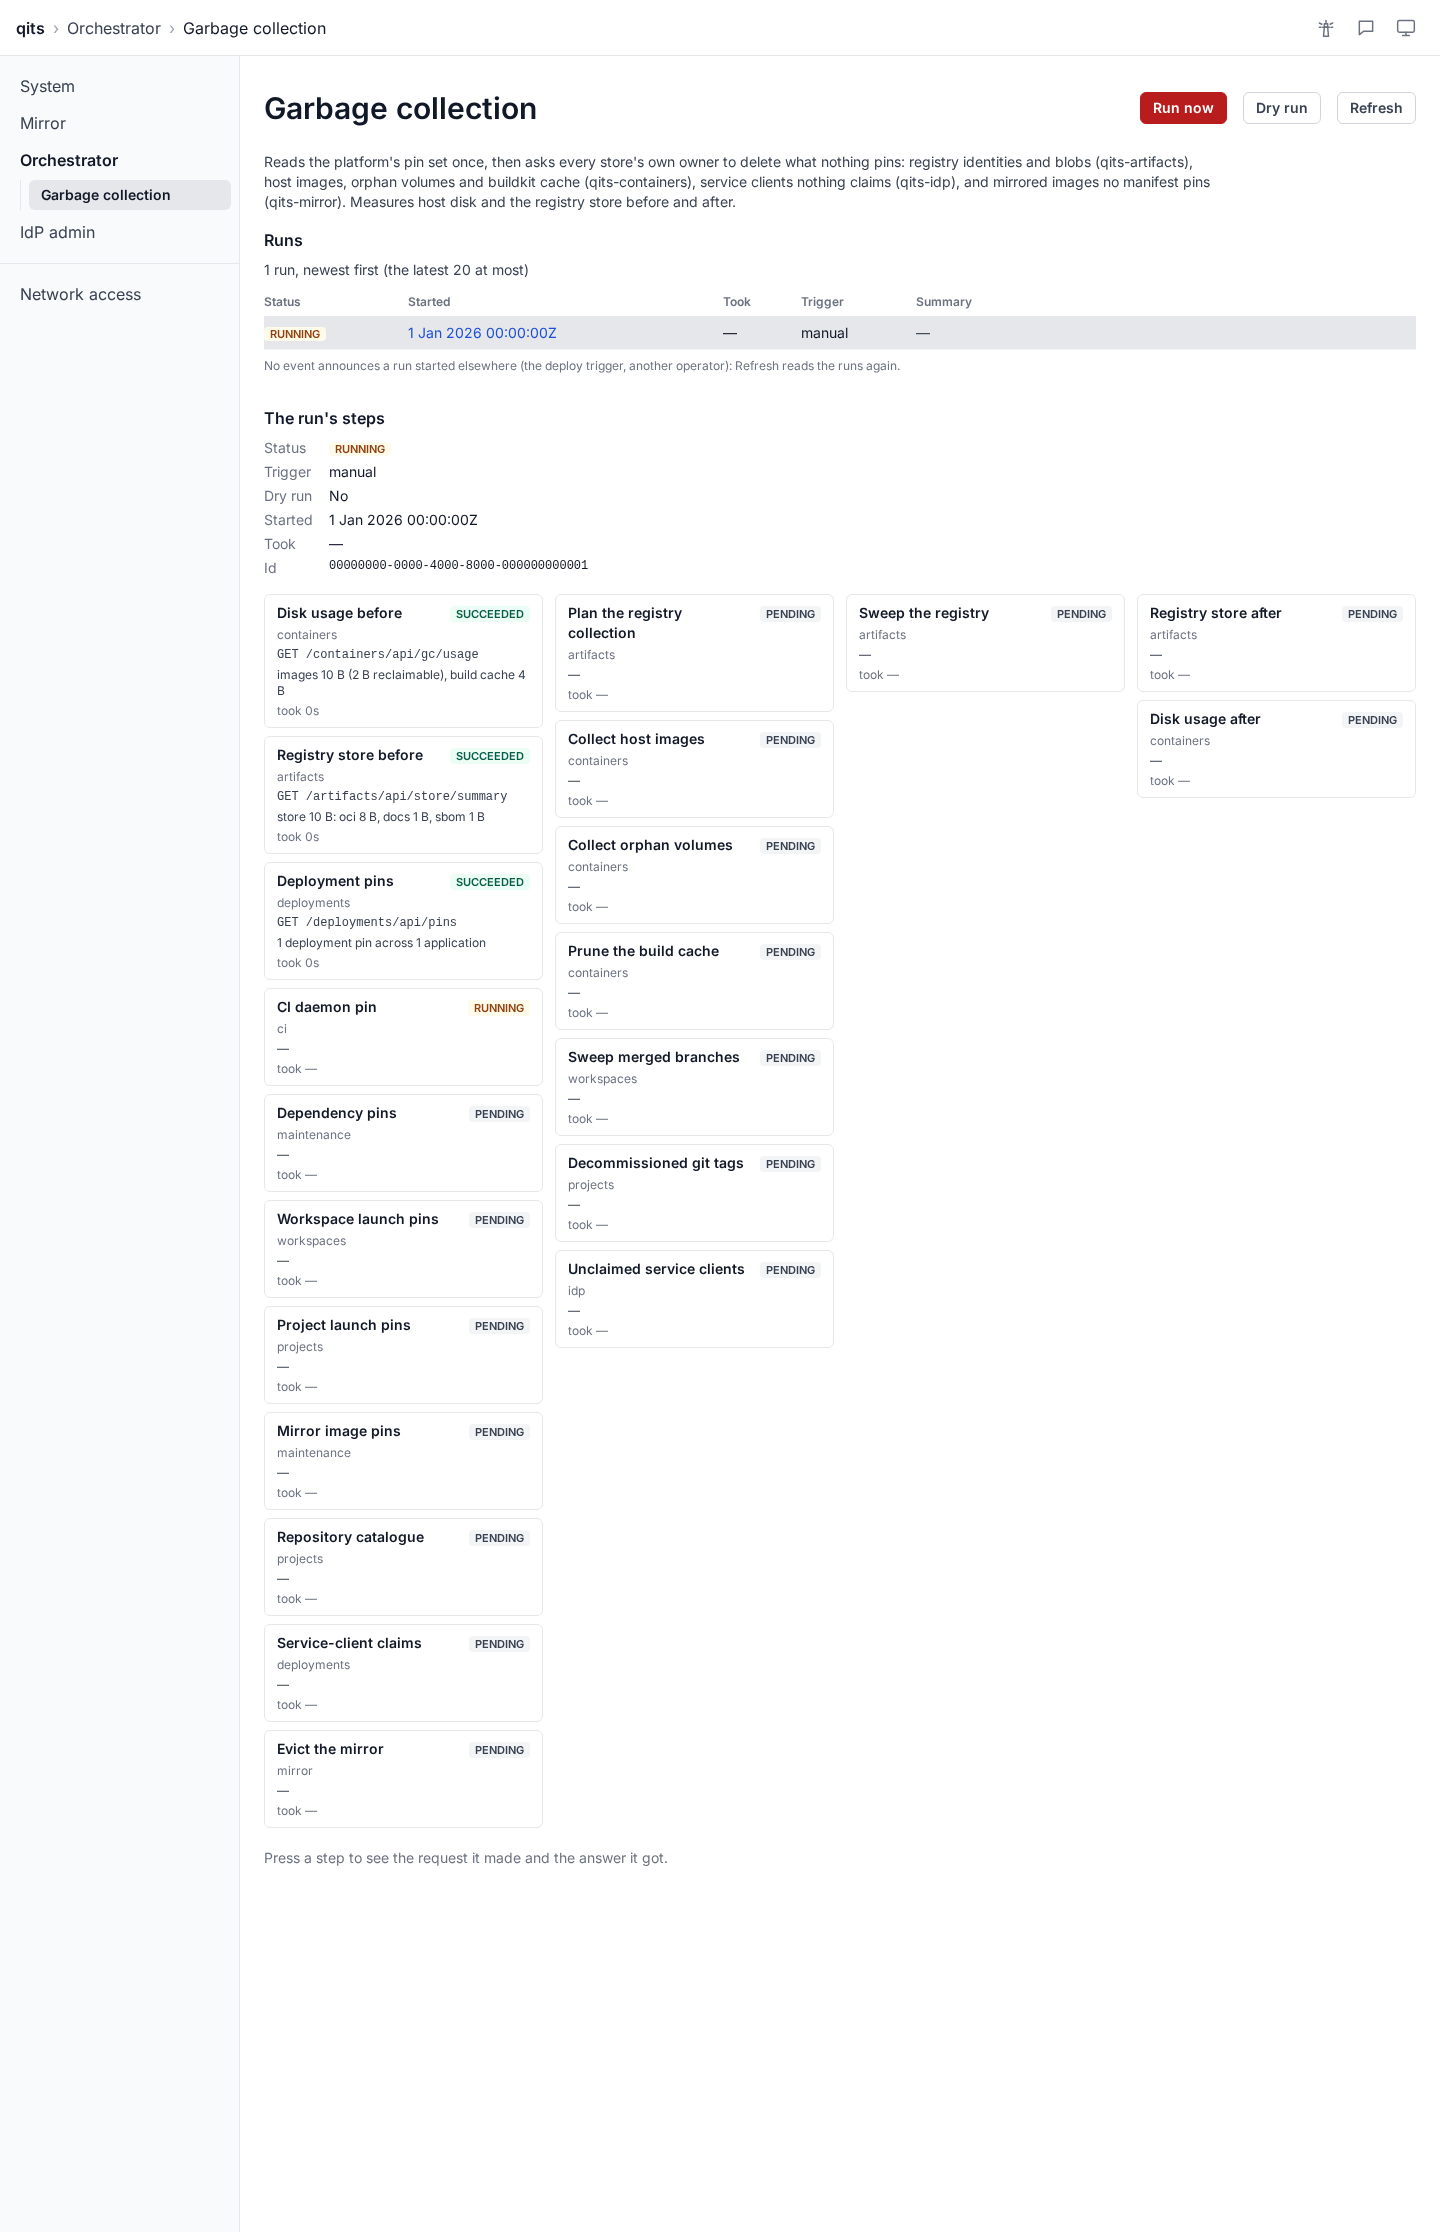 qits › Orchestrator › Garbage collection
System
Mirror
Orchestrator
Garbage collection
IdP admin
Network access
Garbage collection
Run now
Dry run
Refresh
Reads the platform's pin set once, then asks every store's own owner to delete what nothing pins: registry identities and blobs (qits-artifacts),
host images, orphan volumes and buildkit cache (qits-containers), service clients nothing claims (qits-idp), and mirrored images no manifest pins
(qits-mirror). Measures host disk and the registry store before and after.
Runs
1 run, newest first (the latest 20 at most)
Status Started Took Trigger Summary
RUNNING 1 Jan 2026 00:00:00Z — manual —
No event announces a run started elsewhere (the deploy trigger, another operator): Refresh reads the runs again.
The run's steps
Status RUNNING
Trigger manual
Dry run No
Started 1 Jan 2026 00:00:00Z
Took —
Id 00000000-0000-4000-8000-000000000001
Disk usage before SUCCEEDED
containers
GET /containers/api/gc/usage
images 10 B (2 B reclaimable), build cache 4
B
took 0s
Registry store before SUCCEEDED
artifacts
GET /artifacts/api/store/summary
store 10 B: oci 8 B, docs 1 B, sbom 1 B
took 0s
Deployment pins SUCCEEDED
deployments
GET /deployments/api/pins
1 deployment pin across 1 application
took 0s
CI daemon pin RUNNING
ci
—
took —
Dependency pins PENDING
maintenance
—
took —
Workspace launch pins PENDING
workspaces
—
took —
Project launch pins PENDING
projects
—
took —
Mirror image pins PENDING
maintenance
—
took —
Repository catalogue PENDING
projects
—
took —
Service-client claims PENDING
deployments
—
took —
Evict the mirror PENDING
mirror
—
took —
Plan the registry PENDING
collection
artifacts
—
took —
Collect host images PENDING
containers
—
took —
Collect orphan volumes PENDING
containers
—
took —
Prune the build cache PENDING
containers
—
took —
Sweep merged branches PENDING
workspaces
—
took —
Decommissioned git tags PENDING
projects
—
took —
Unclaimed service clients PENDING
idp
—
took —
Sweep the registry PENDING
artifacts
—
took —
Registry store after PENDING
artifacts
—
took —
Disk usage after PENDING
containers
—
took —
Press a step to see the request it made and the answer it got.